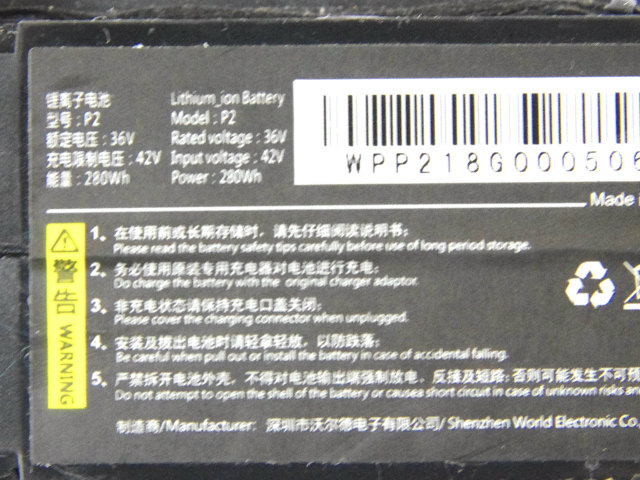 锂离子电池 Lithium_ion Battery
型号：P2 Model : P2
额定电压：36V Rated voltage : 36V
充电限制电压：42V Input voltage : 42V
能量：280Wh Power : 280Wh
WPP218G000506
Made i
警告 WARNING
1、在使用前或长期存储时，请先仔细阅读说明书；
Please read the battery safety tips carefully before use of long period storage.
2、务必使用原装专用充电器对电池进行充电；
Do charge the battery with the original charger adaptor.
3、非充电状态请保持充电口盖关闭；
Please cover the charging connector when unplugged.
4、安装及拨出电池时请轻拿轻放，以防跌落；
Be careful when pull out or install the battery in case of accidental falling.
5、严禁拆开电池外壳，不得对电池输出端强制放电，反接及短路；否则可能发生不可预
Do not attempt to open the shell of the battery or causea short circuit in case of unknown risks an
制造商/Manufacturer: 深圳市沃尔德电子有限公司/ Shenzhen World Electronic Co,